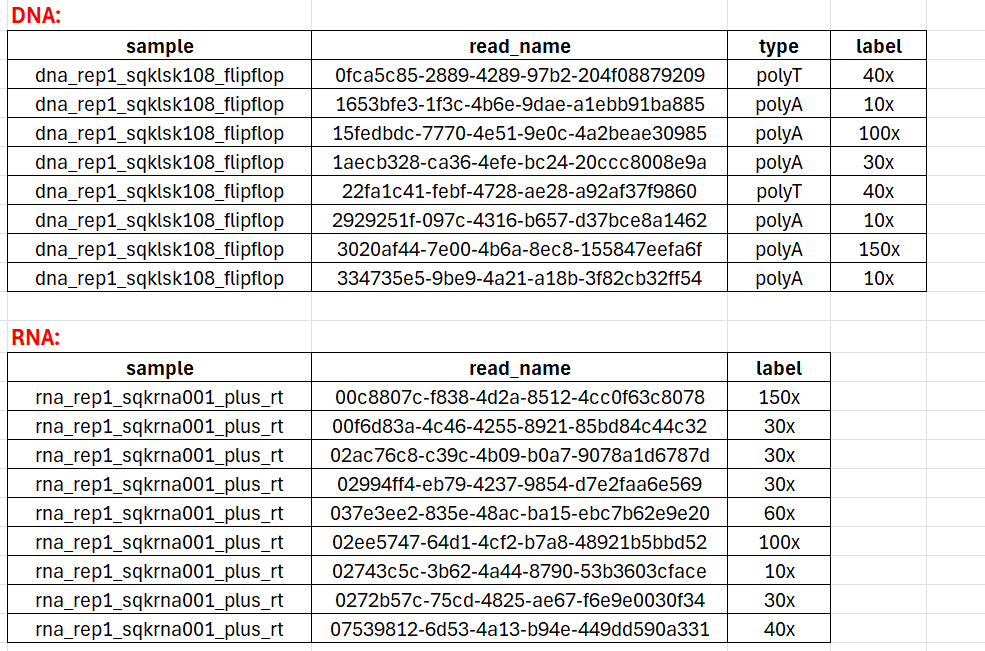 DNA:
sample read_name type label
dna_rep1_sqklsk108_flipflop 0fca5c85-2889-4289-97b2-204f08879209 polyT 40x
dna_rep1_sqklsk108_flipflop 1653bfe3-1f3c-4b6e-9dae-a1ebb91ba885 polyA 10x
dna_rep1_sqklsk108_flipflop 15fedbdc-7770-4e51-9e0c-4a2beae30985 polyA 100x
dna_rep1_sqklsk108_flipflop 1aecb328-ca36-4efe-bc24-20ccc8008e9a polyA 30x
dna_rep1_sqklsk108_flipflop 22fa1c41-febf-4728-ae28-a92af37f9860 polyT 40x
dna_rep1_sqklsk108_flipflop 2929251f-097c-4316-b657-d37bce8a1462 polyA 10x
dna_rep1_sqklsk108_flipflop 3020af44-7e00-4b6a-8ec8-155847eefa6f polyA 150x
dna_rep1_sqklsk108_flipflop 334735e5-9be9-4a21-a18b-3f82cb32ff54 polyA 10x
RNA:
sample read_name label
rna_rep1_sqkrna001_plus_rt 00c8807c-f838-4d2a-8512-4cc0f63c8078 150x
rna_rep1_sqkrna001_plus_rt 00f6d83a-4c46-4255-8921-85bd84c44c32 30x
rna_rep1_sqkrna001_plus_rt 02ac76c8-c39c-4b09-b0a7-9078a1d6787d 30x
rna_rep1_sqkrna001_plus_rt 02994ff4-eb79-4237-9854-d7e2faa6e569 30x
rna_rep1_sqkrna001_plus_rt 037e3ee2-835e-48ac-ba15-ebc7b62e9e20 60x
rna_rep1_sqkrna001_plus_rt 02ee5747-64d1-4cf2-b7a8-48921b5bbd52 100x
rna_rep1_sqkrna001_plus_rt 02743c5c-3b62-4a44-8790-53b3603cface 10x
rna_rep1_sqkrna001_plus_rt 0272b57c-75cd-4825-ae67-f6e9e0030f34 30x
rna_rep1_sqkrna001_plus_rt 07539812-6d53-4a13-b94e-449dd590a331 40x